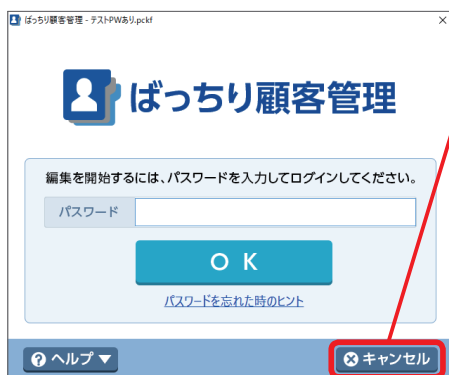 ばっちり顧客管理 - テストPWあり.pckf
ばっちり顧客管理
編集を開始するには、パスワードを入力してログインしてください。
パスワード
O K
パスワードを忘れた時のヒント
? ヘルプ ▼
キャンセル